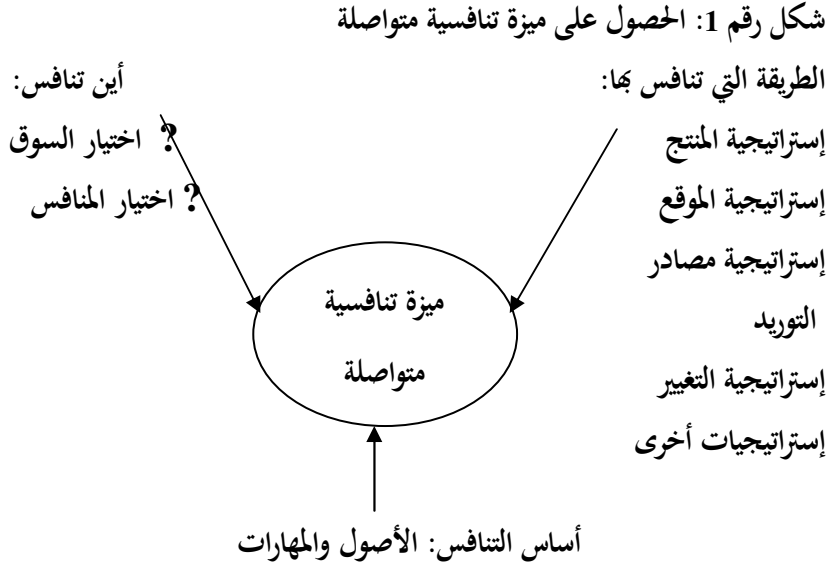 شكل رقم 1: الحصول على ميزة تنافسية متواصلة
الطريقة التي تنافس بها:
إستراتيجية المنتج
إستراتيجية الموقع
إستراتيجية مصادر
التوريد
إستراتيجية التغيير
إستراتيجيات أخرى
أين تنافس:
? اختيار السوق
? اختيار المنافس
ميزة تنافسية
متواصلة
أساس التنافس: الأصول والمهارات